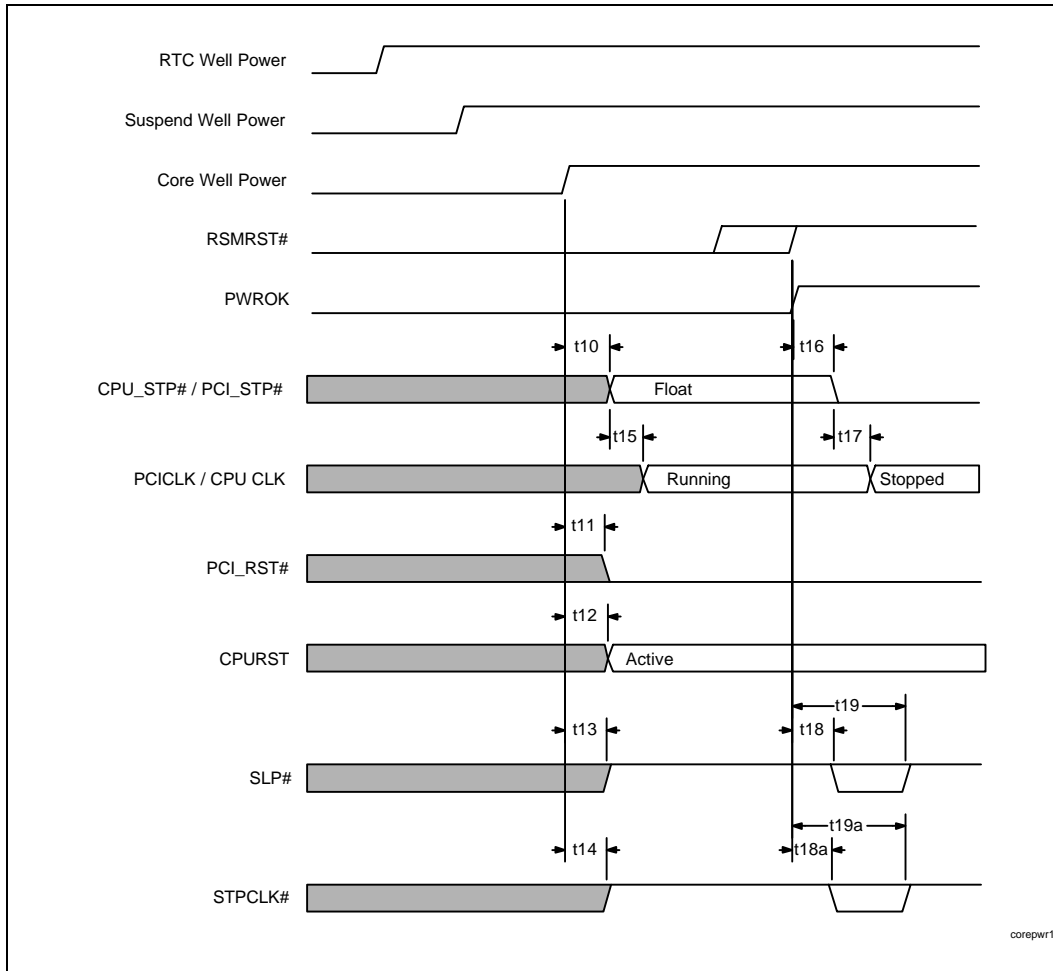 RTC Well Power
Suspend Well Power
Core Well Power
RSMRST#
PWROK
t10
t16
CPU_STP# / PCI_STP#
Float
t15
t17
PCICLK / CPU CLK
Running
Stopped
t11
PCI_RST#
t12
CPURST
Active
t19
t13
t18
SLP#
t19a
t14
t18a
STPCLK#
corepwr1